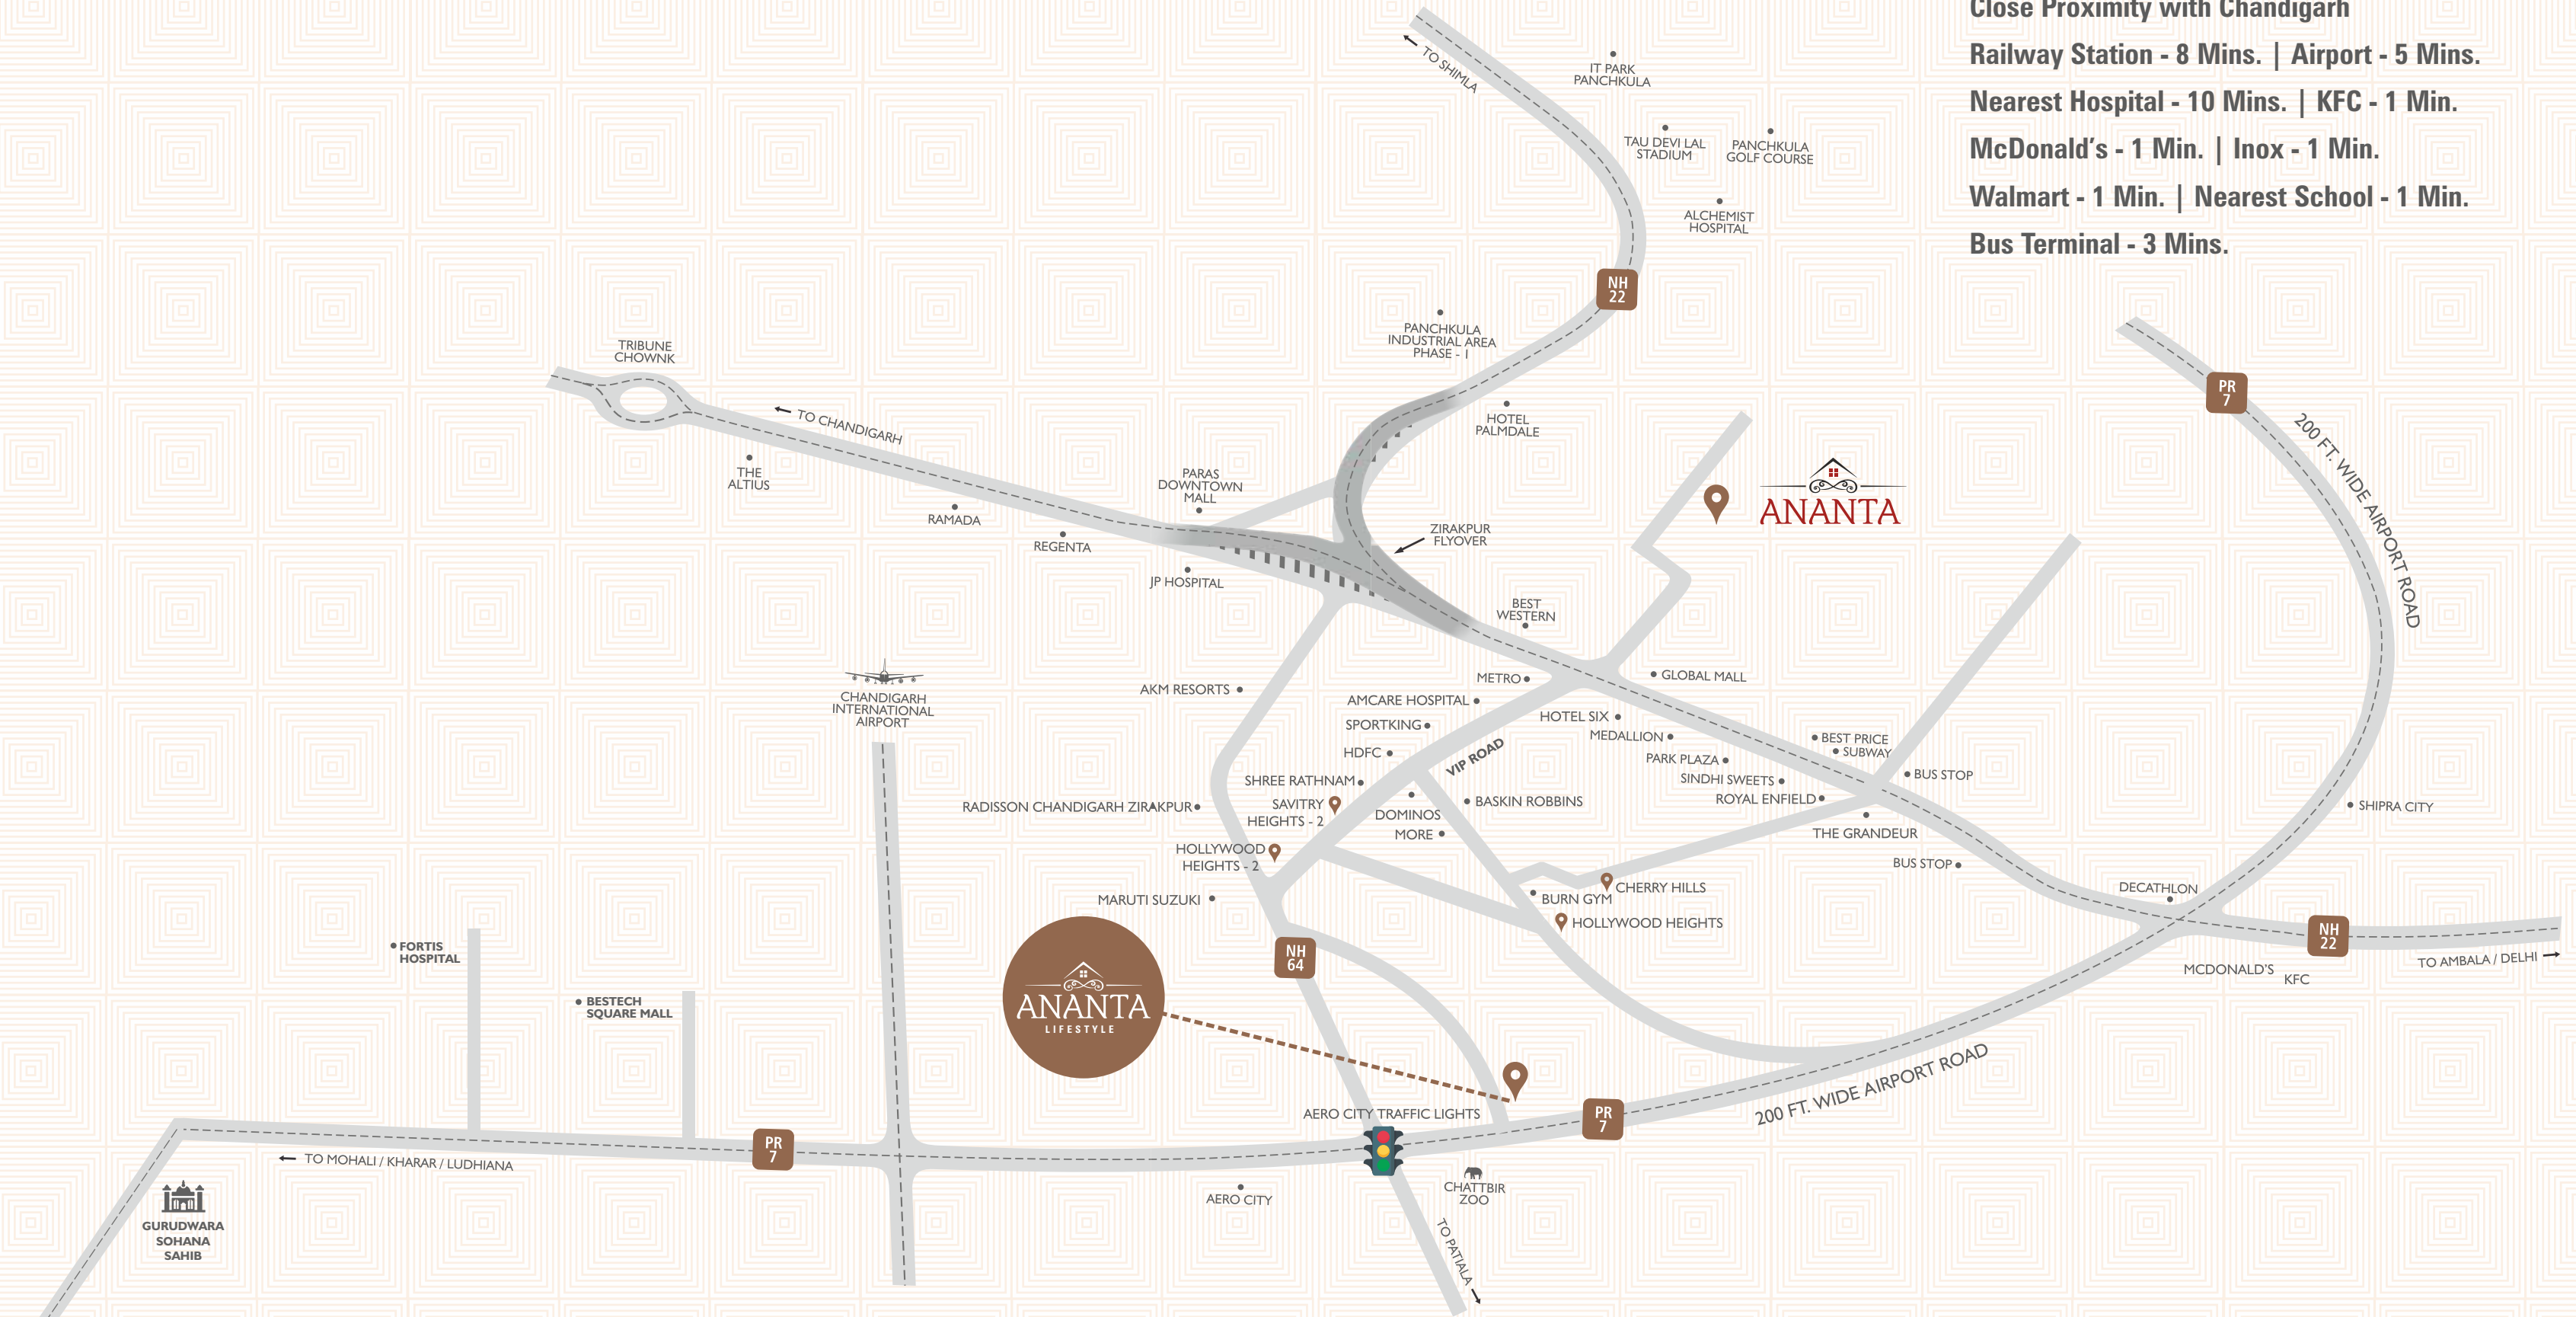 Close Proximity with Chandigarh
Railway Station - 8 Mins. | Airport - 5 Mins.
Nearest Hospital - 10 Mins. | KFC - 1 Min.
McDonald's - 1 Min. | Inox - 1 Min.
Walmart - 1 Min. | Nearest School - 1 Min.
Bus Terminal - 3 Mins.
TO SHIMLA
IT PARK
PANCHKULA
TAU DEVI LAL
STADIUM
PANCHKULA
GOLF COURSE
ALCHEMIST
HOSPITAL
NH
22
PANCHKULA
INDUSTRIAL AREA
PHASE - 1
TRIBUNE
CHOWNK
TO CHANDIGARH
THE
ALTIUS
RAMADA
REGENTA
PARAS
DOWNTOWN
MALL
JP HOSPITAL
HOTEL
PALMDALE
ZIRAKPUR
FLYOVER
ANANTA
PR
7
200 FT. WIDE AIRPORT ROAD
BEST
WESTERN
CHANDIGARH
INTERNATIONAL
AIRPORT
AKM RESORTS
METRO
GLOBAL MALL
AMCARE HOSPITAL
SPORTKING
HOTEL SIX
MEDALLION
HDFC
VIP ROAD
PARK PLAZA
BEST PRICE
SUBWAY
SHREE RATHNAM
SINDHI SWEETS
BUS STOP
RADISSON CHANDIGARH ZIRAKPUR
SAVITRY
HEIGHTS - 2
DOMINOS
BASKIN ROBBINS
ROYAL ENFIELD
SHIPRA CITY
MORE
THE GRANDEUR
HOLLYWOOD
HEIGHTS - 2
BUS STOP
MARUTI SUZUKI
BURN GYM
CHERRY HILLS
HOLLYWOOD HEIGHTS
DECATHLON
NH
22
TO AMBALA / DELHI
MCDONALD'S
KFC
FORTIS
HOSPITAL
BESTECH
SQUARE MALL
NH
64
ANANTA
LIFESTYLE
200 FT. WIDE AIRPORT ROAD
AERO CITY TRAFFIC LIGHTS
PR
7
PR
7
TO MOHALI / KHARAR / LUDHIANA
GURUDWARA
SOHANA
SAHIB
AERO CITY
CHATTBIR
ZOO
TO PATIALA